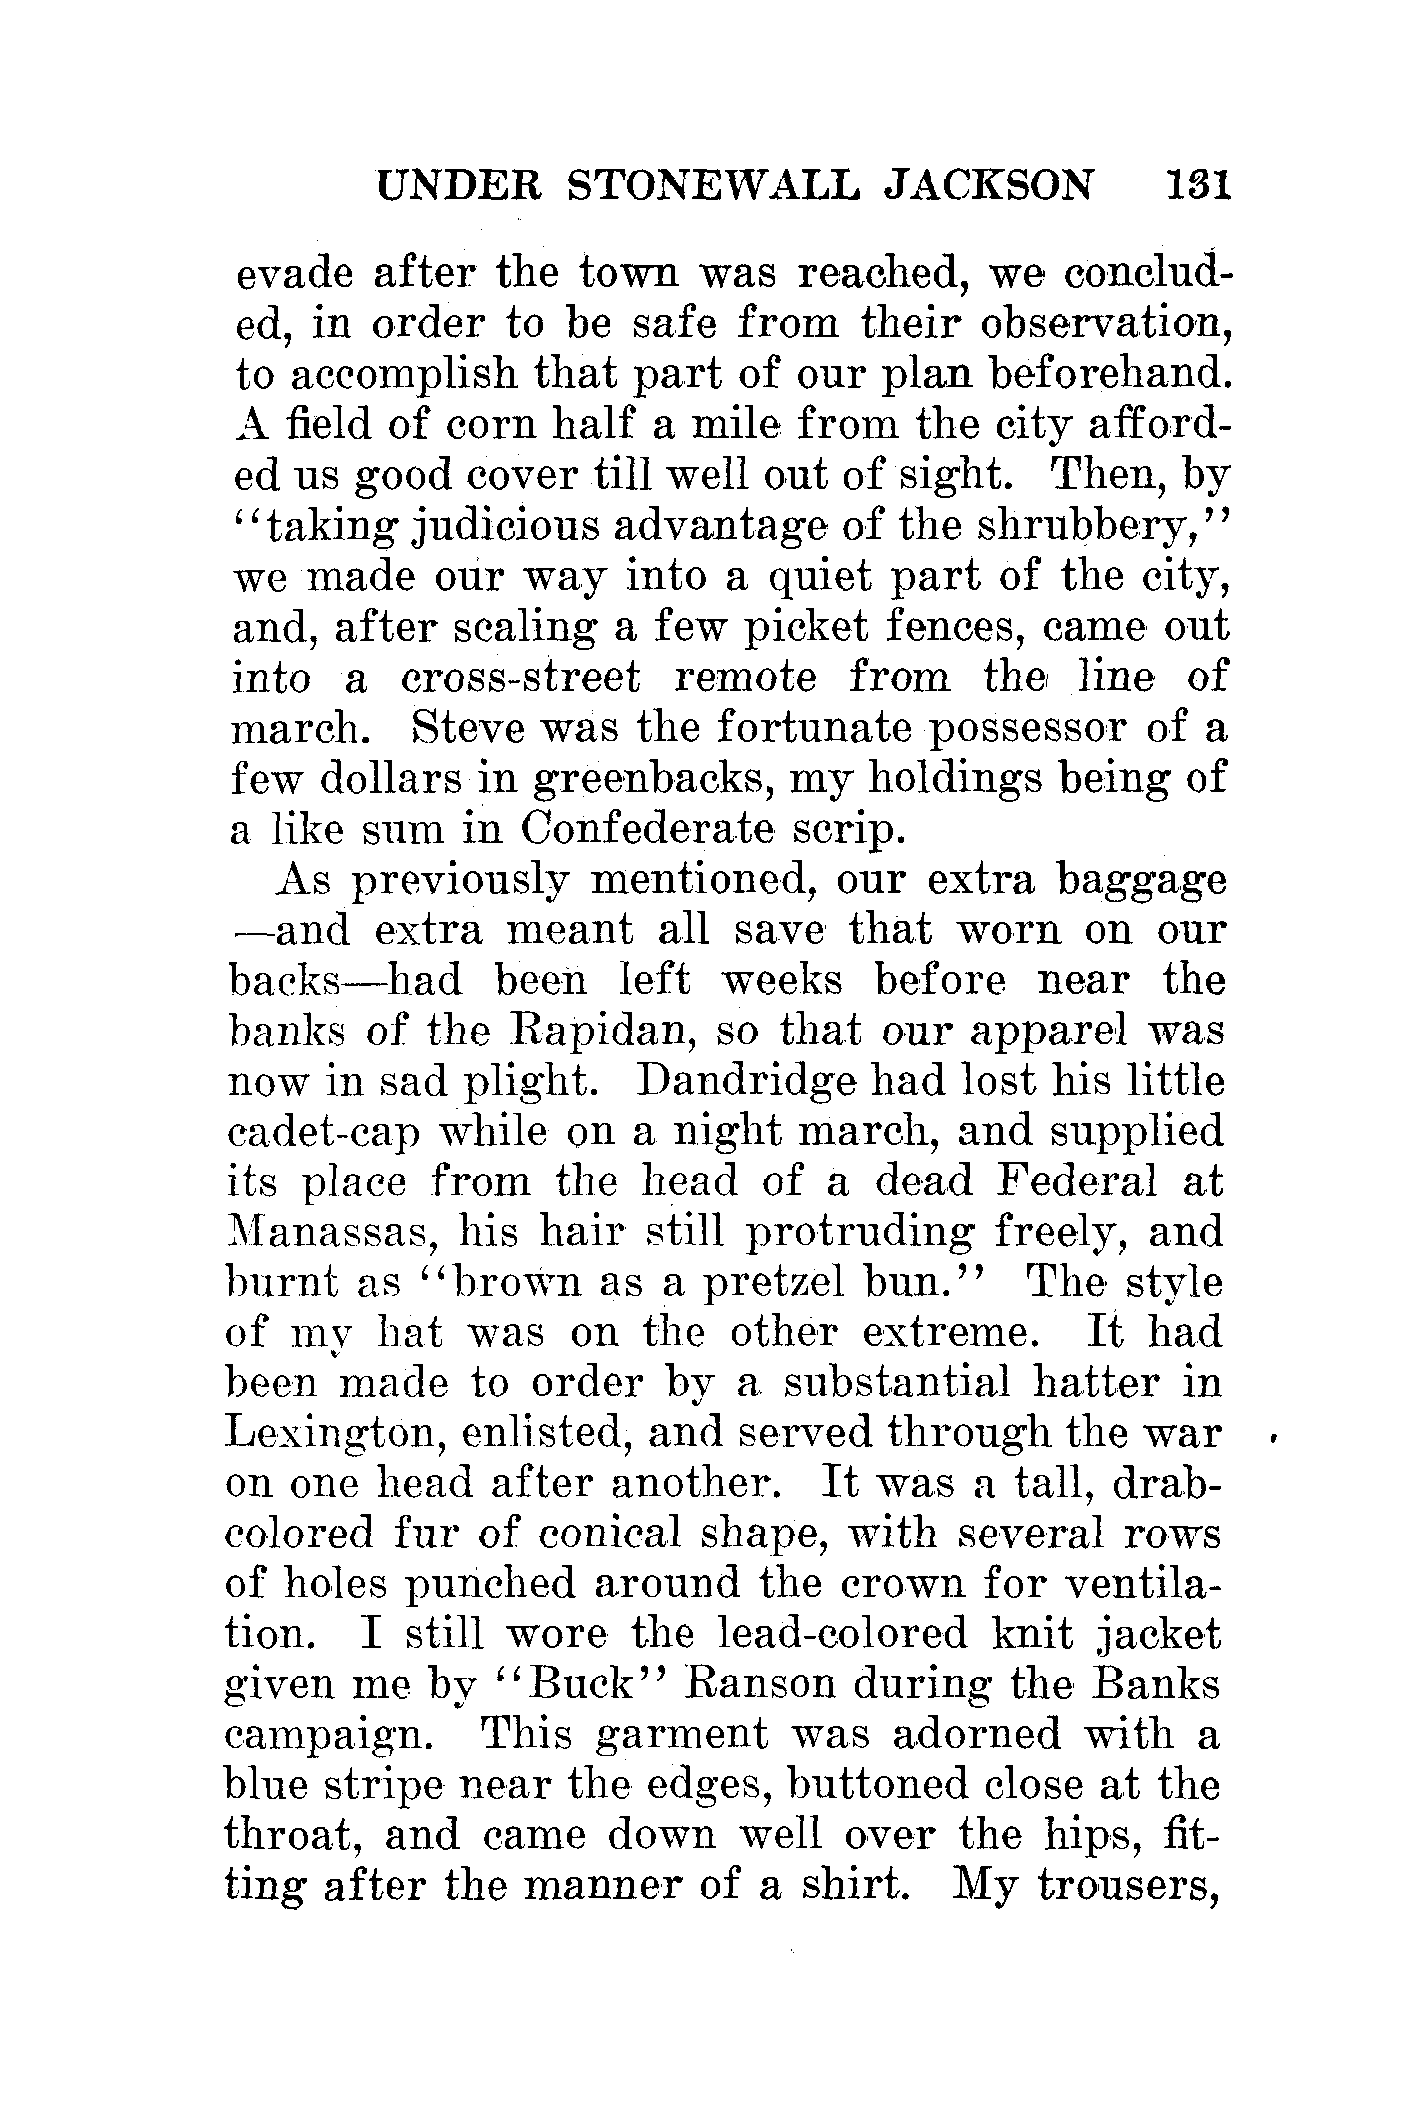 UNDER STONEWALL JACKSON 131
evade after the town was reached, we conclud-
ed, in order to be safe from their observation,
to accomplish that part of our plan beforehand.
A field of corn half a mile from the city afford-
ed us good cover till well out of sight. Then, by
‘‘taking judicious advantage of the shrubbery,’’
we made our way into a quiet part of the city,
and, after scaling a few picket fences, came out
into a cross-street remote from the line of
march. Steve was the fortunate possessor of a
few dollars in greenbacks, my holdings being of
a like sum in Confederate scrip.
As previously mentioned, our extra baggage
—and extra meant all save that worn on our
backs—had been left weeks before near the
banks of the Rapidan, so that our apparel was
now in sad plight. Dandridge had lost his little
cadet-cap while on a night march, and supplied
its place from the head of a dead Federal at
Manassas, his hair still protruding freely, and
burnt as ‘‘brown as a pretzel bun.’’ The style
of my hat was on the other extreme. It had
been made to order by a substantial hatter in
Lexington, enlisted, and served through the war
on one head after another. It was a tall, drab-
colored fur of conical shape, with several rows
of holes punched around the crown for ventila-
tion. I still wore the lead-colored knit jacket
given me by ‘‘Buck’’ Ranson during the Banks
campaign. This garment was adorned with a
blue stripe near the edges, buttoned close at the
throat, and came down well over the hips, fit-
ting after the manner of a shirt. My trousers,